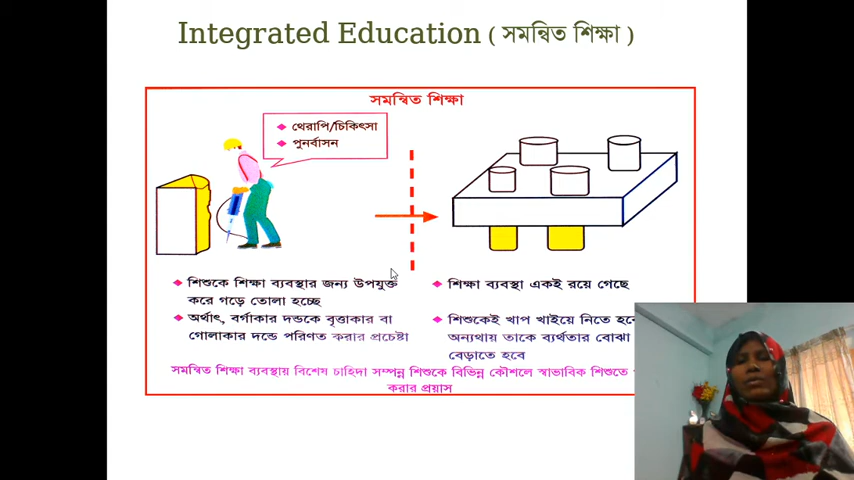 Integrated Education ( সমন্বিত শিক্ষা )
সমন্বিত শিক্ষা
◆ থেরাপি/চিকিৎসা
◆ পুনর্বাসন
◆ শিশুকে শিক্ষা ব্যবস্থার জন্য উপযুক্ত
করে গড়ে তোলা হচ্ছে
◆ অর্থাৎ, বর্গাকার দন্ডকে বৃত্তাকার বা
গোলাকার দন্ডে পরিণত করার প্রচেষ্টা
◆ শিক্ষা ব্যবস্থা একই রয়ে গেছে
◆ শিশুকেই খাপ খাইয়ে নিতে
অন্যথায় তাকে ব্যর্থতার বোঝা
বেড়াতে হবে
সমন্বিত শিক্ষা ব্যবস্থায় বিশেষ চাহিদা সম্পন্ন শিশুকে বিভিন্ন কৌশলে স্বাভাবিক শিশুতে
করার প্রয়াস